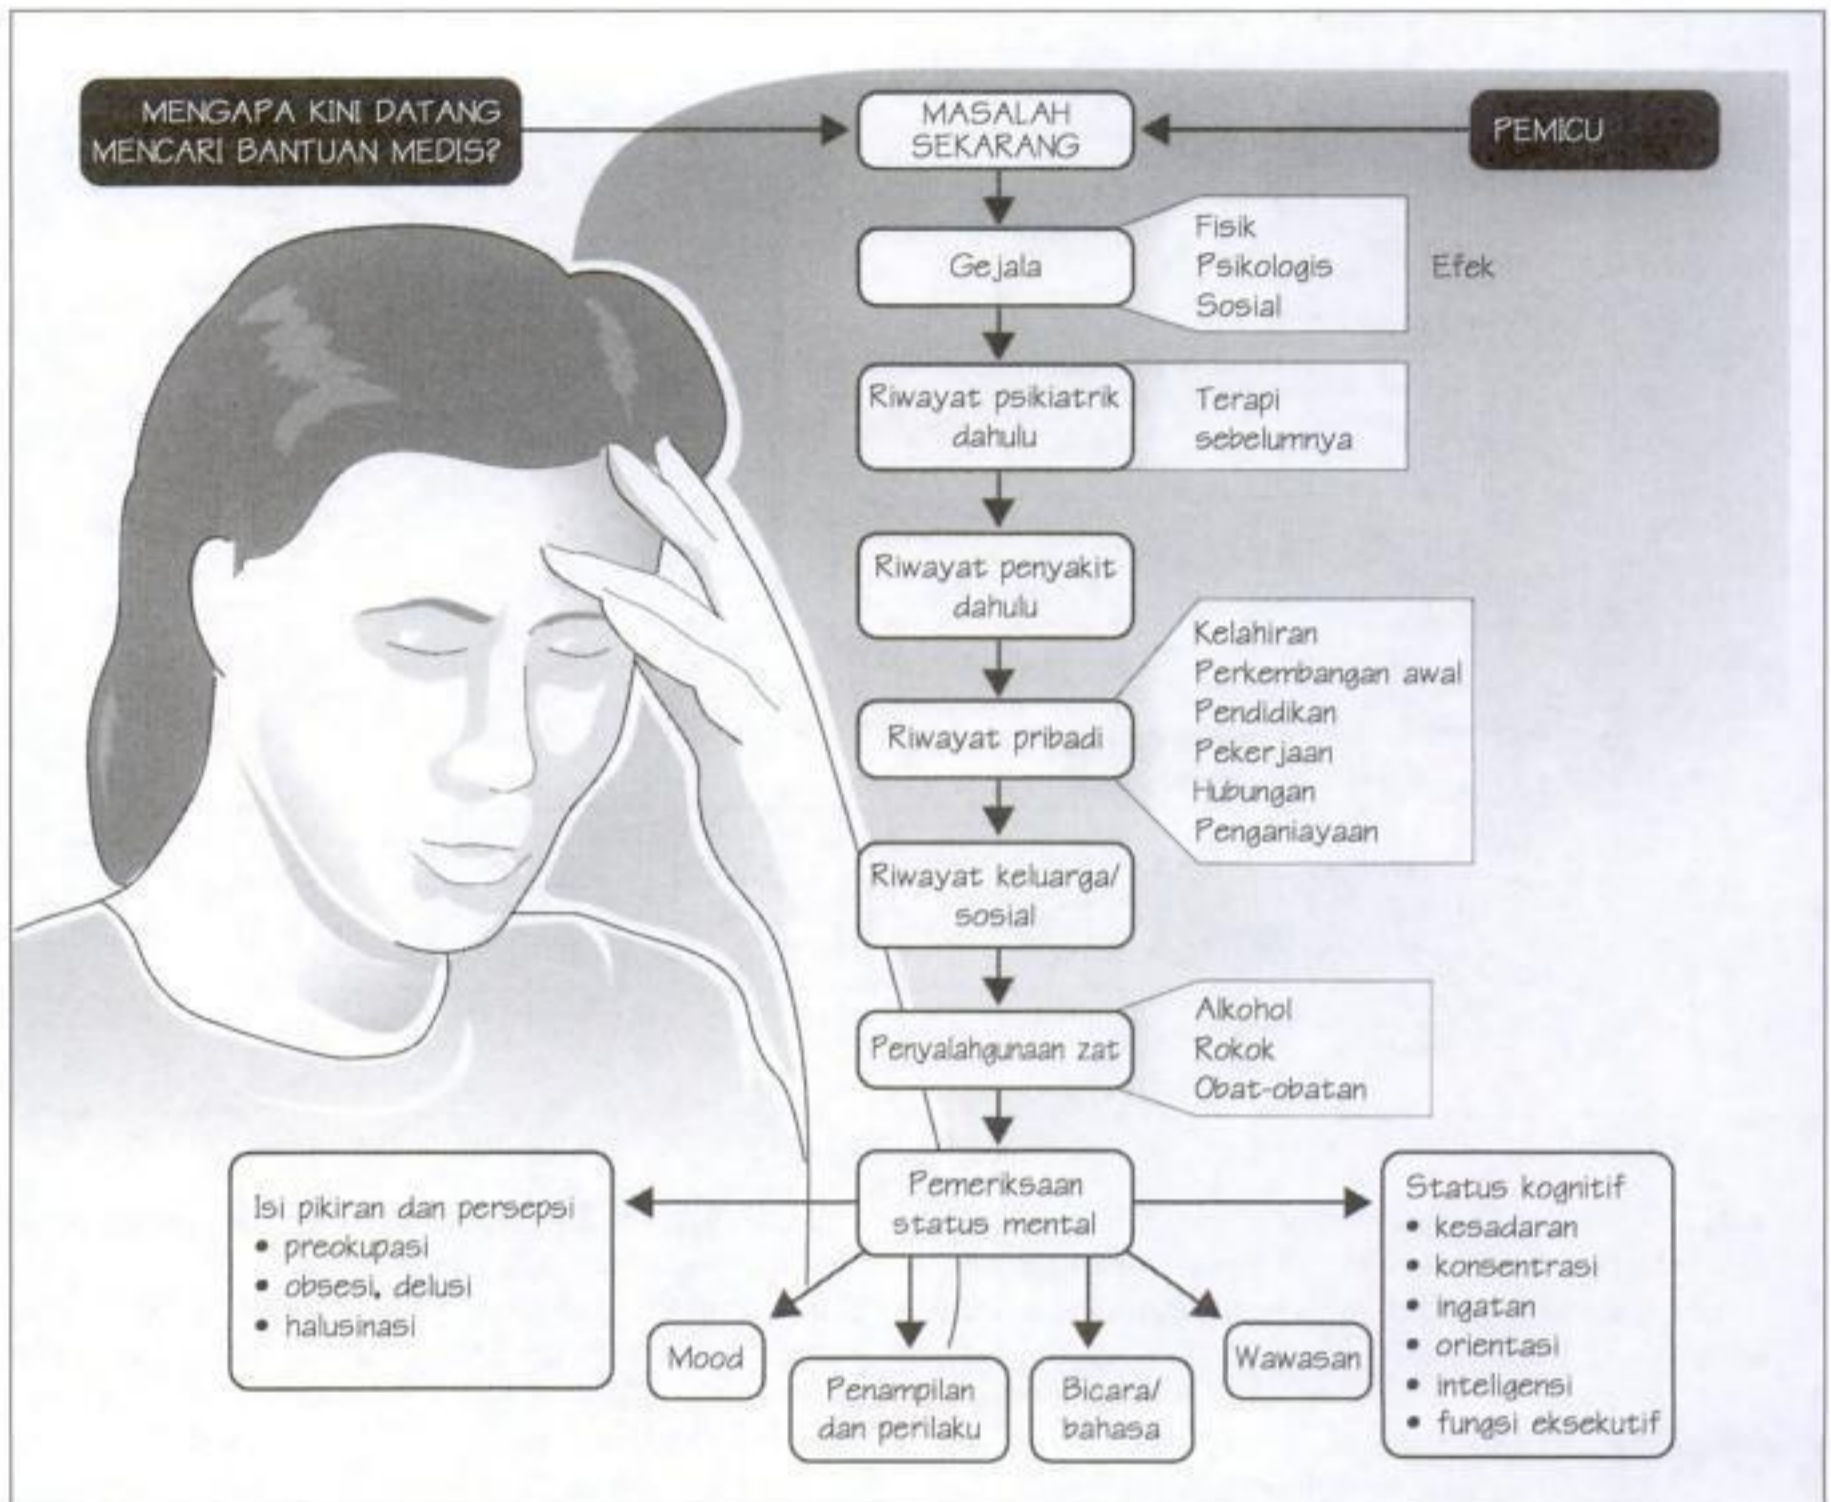 MENGAPA KINI DATANG
MENCARI BANTUAN MEDIS?
MASALAH
SEKARANG
PEMICU
Gejala
Fisik
Psikologis
Sosial
Efek
Riwayat psikiatrik
dahulu
Terapi
sebelumnya
Riwayat penyakit
dahulu
Riwayat pribadi
Kelahiran
Perkembangan awal
Pendidikan
Pekerjaan
Hubungan
Penganiayaan
Riwayat keluarga/
sosial
Penyalahgunaan zat
Alkohol
Rokok
Obat-obatan
Pemeriksaan
status mental
Isi pikiran dan persepsi
• preokupasi
• obsesi, delusi
• halusinasi
Mood
Penampilan
dan perilaku
Bicara/
bahasa
Wawasan
Status kognitif
• kesadaran
• konsentrasi
• ingatan
• orientasi
• inteligensi
• fungsi eksekutif